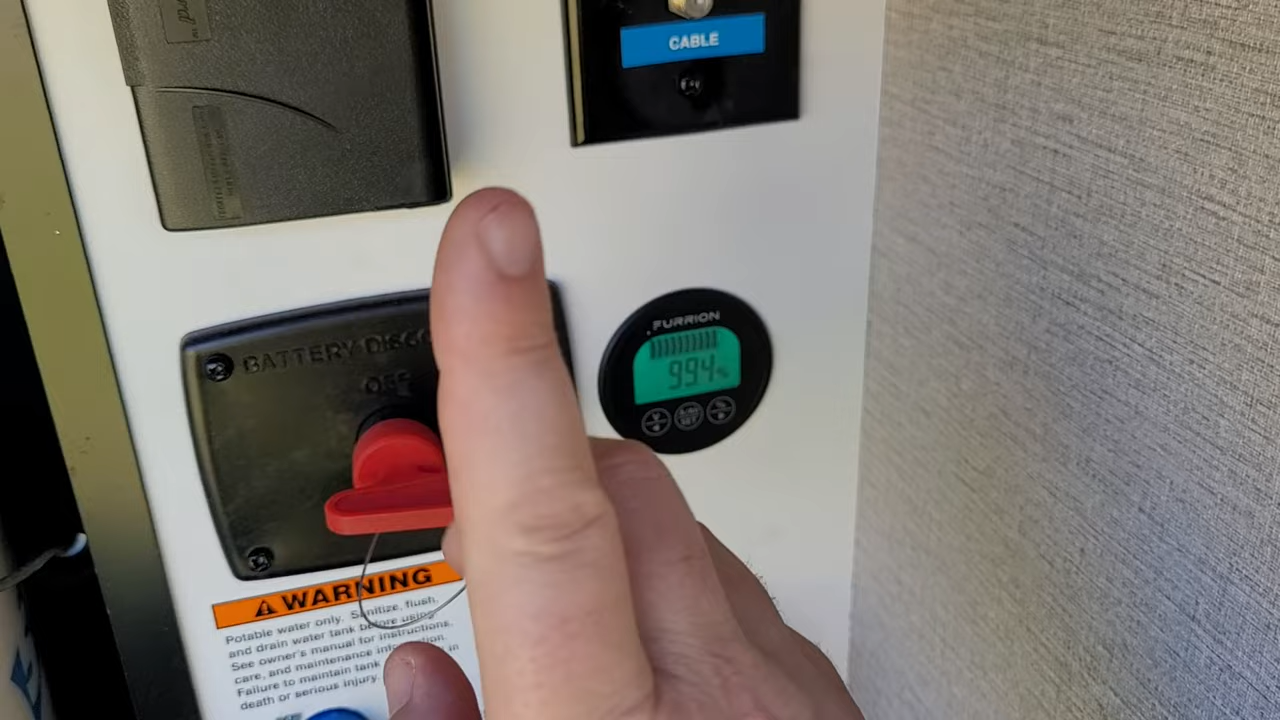 CABLE
BATTERY DISC
OFF
FURRION
99.4%
WARNING
Potable water only. Sanitize, flush,
and drain water tank before using.
See owner's manual for instructions,
care, and maintenance information.
Failure to maintain tank in
death or serious injury.